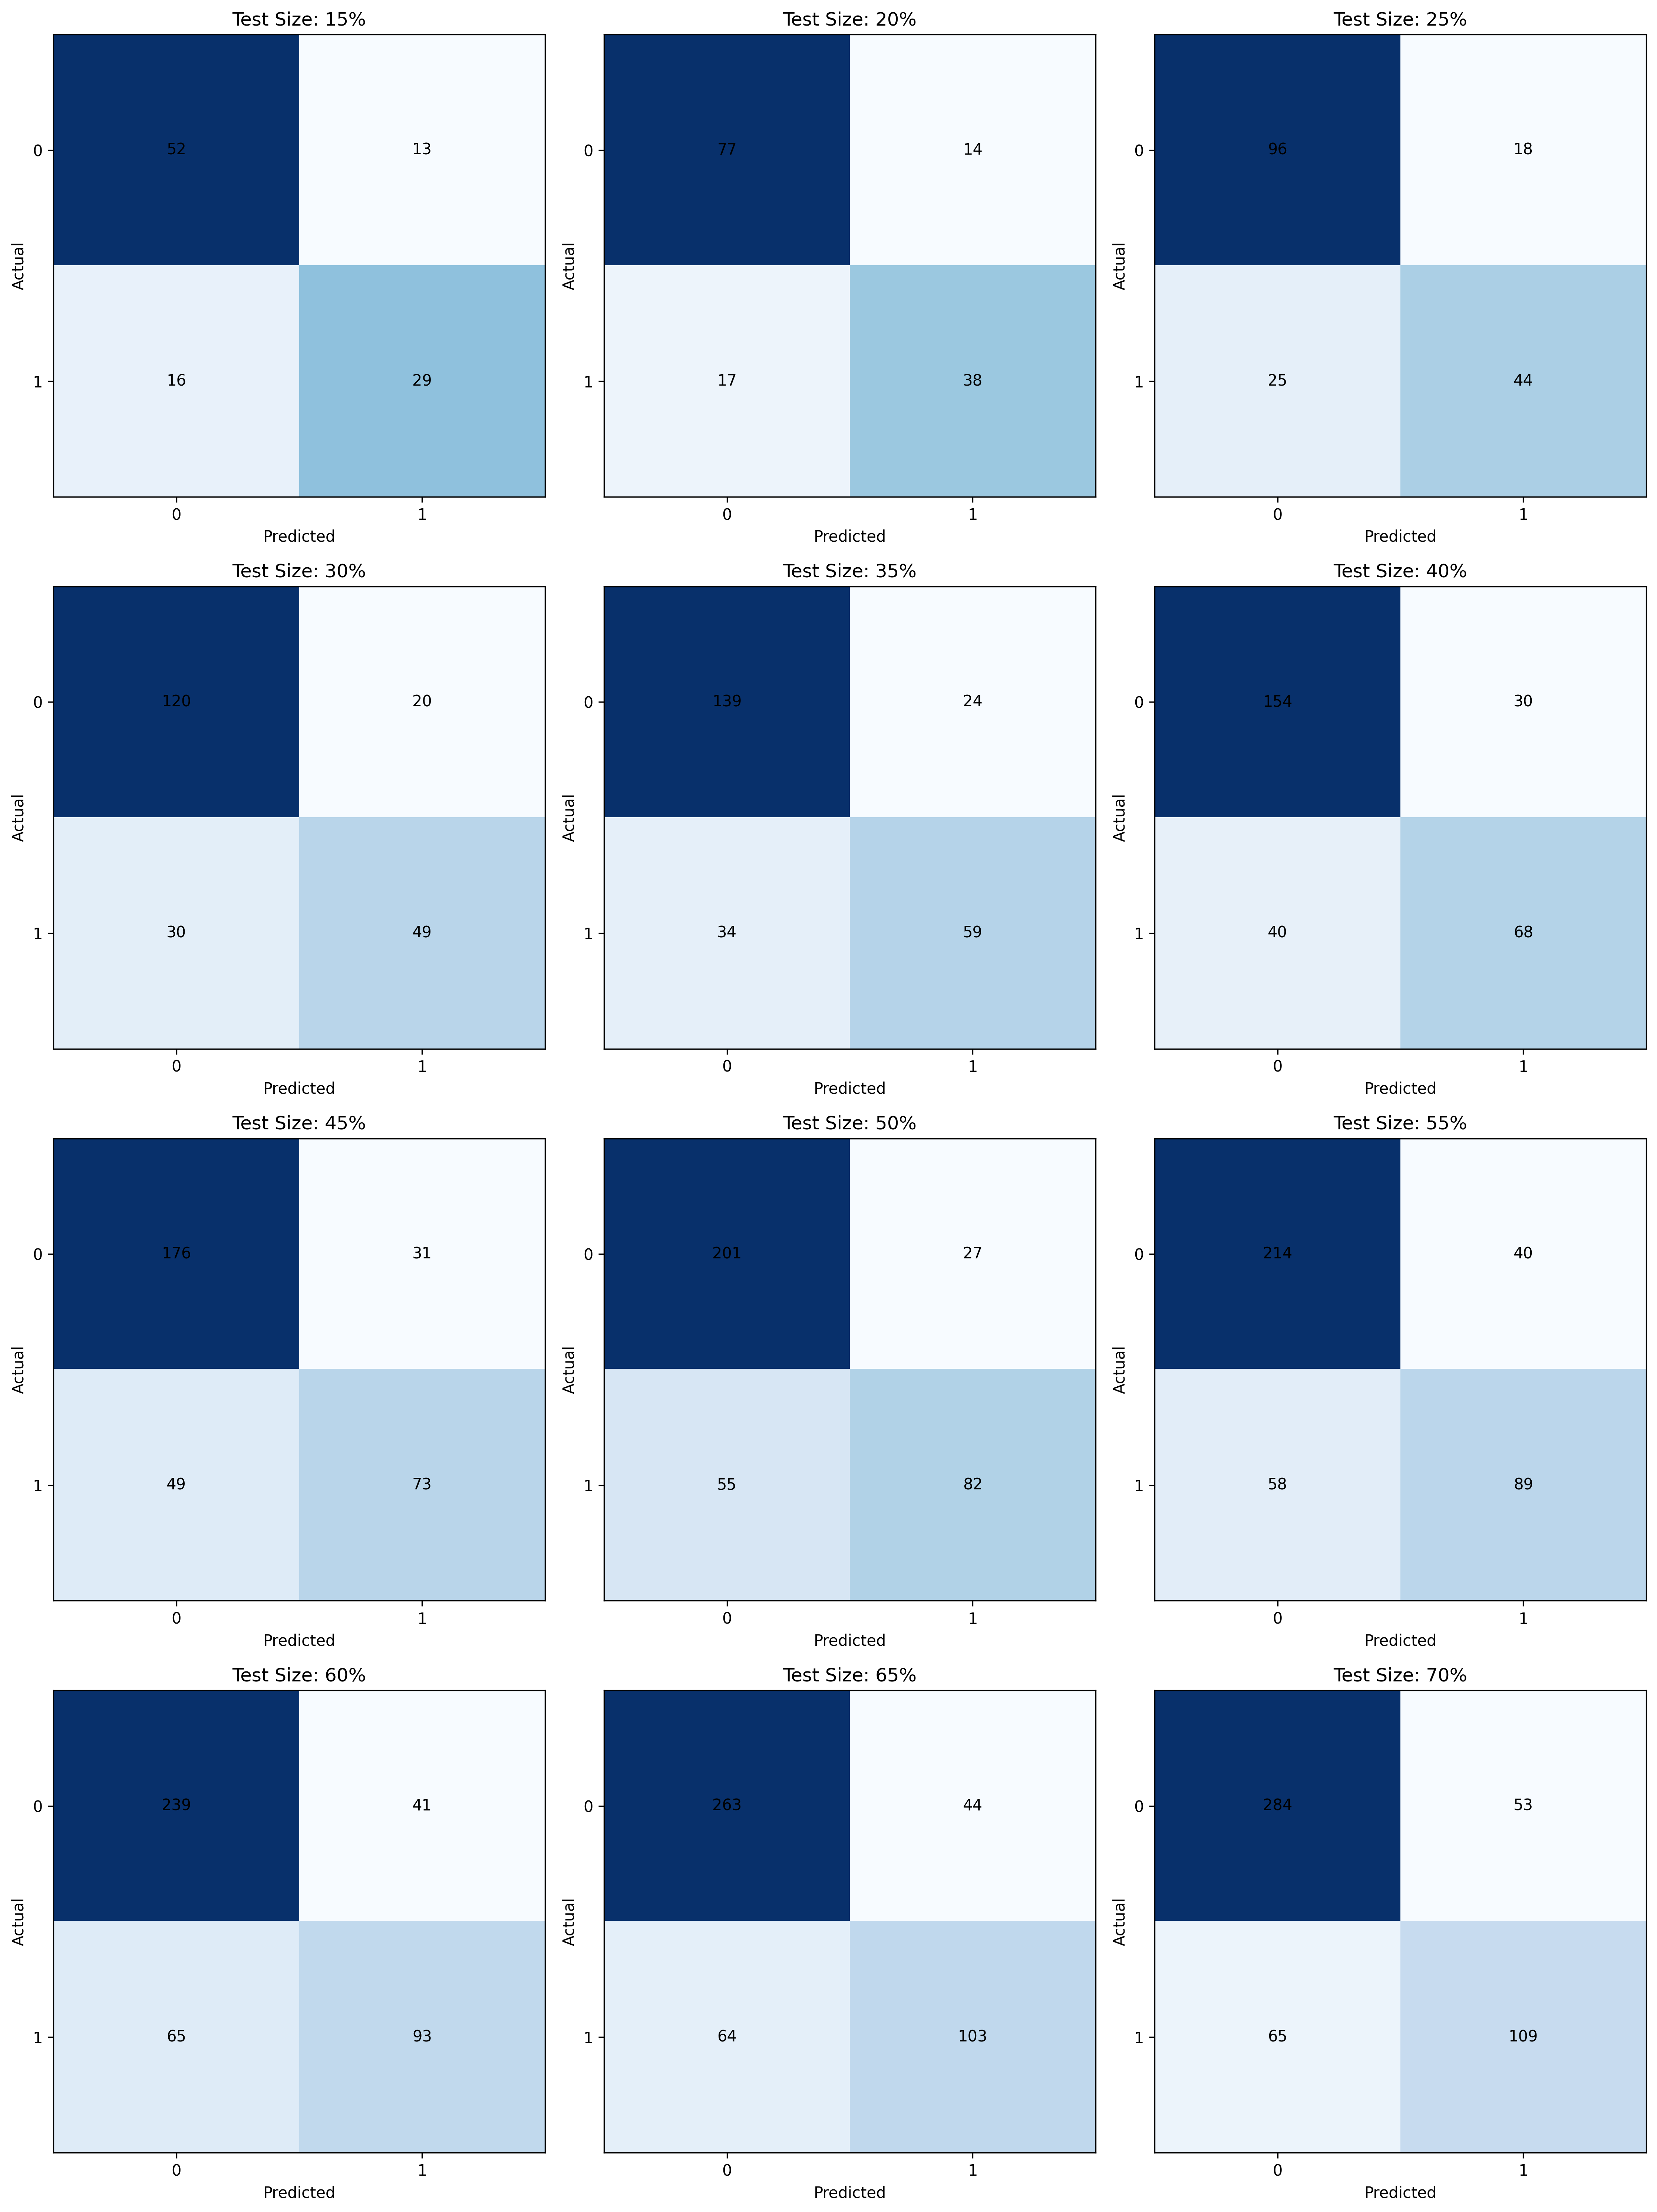 Test Size: 15%
Actual
0
52
13
1
16
29
0
1
Predicted
Test Size: 20%
Actual
0
77
14
1
17
38
0
1
Predicted
Test Size: 25%
Actual
0
96
18
1
25
44
0
1
Predicted
Test Size: 30%
Actual
0
120
20
1
30
49
0
1
Predicted
Test Size: 35%
Actual
0
139
24
1
34
59
0
1
Predicted
Test Size: 40%
Actual
0
154
30
1
40
68
0
1
Predicted
Test Size: 45%
Actual
0
176
31
1
49
73
0
1
Predicted
Test Size: 50%
Actual
0
201
27
1
55
82
0
1
Predicted
Test Size: 55%
Actual
0
214
40
1
58
89
0
1
Predicted
Test Size: 60%
Actual
0
239
41
1
65
93
0
1
Predicted
Test Size: 65%
Actual
0
263
44
1
64
103
0
1
Predicted
Test Size: 70%
Actual
0
284
53
1
65
109
0
1
Predicted